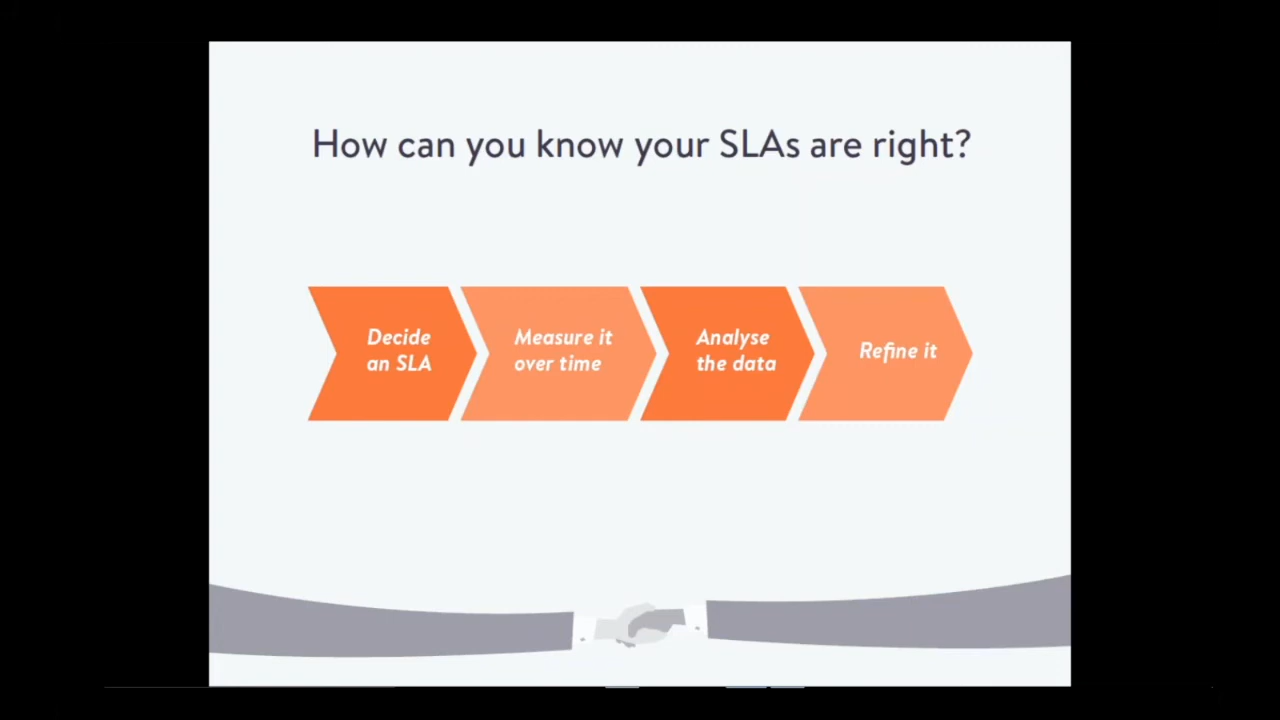 How can you know your SLAs are right?
Decide
an SLA
Measure it
over time
Analyse
the data
Refine it